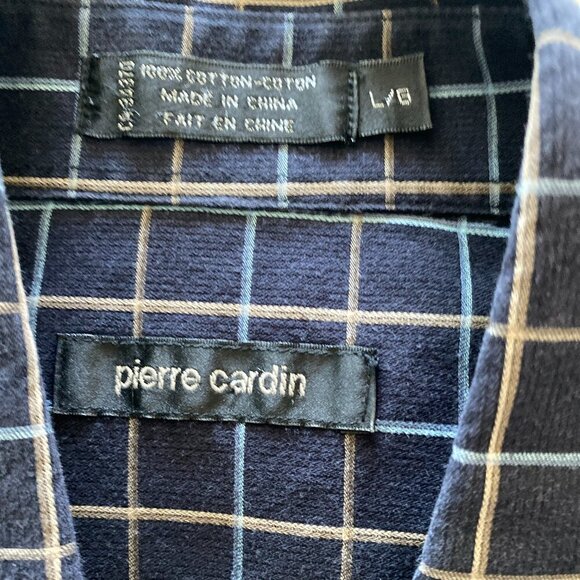 100% COTTON-COTON
MADE IN CHINA
FAIT EN CHINE
L/G
pierre cardin